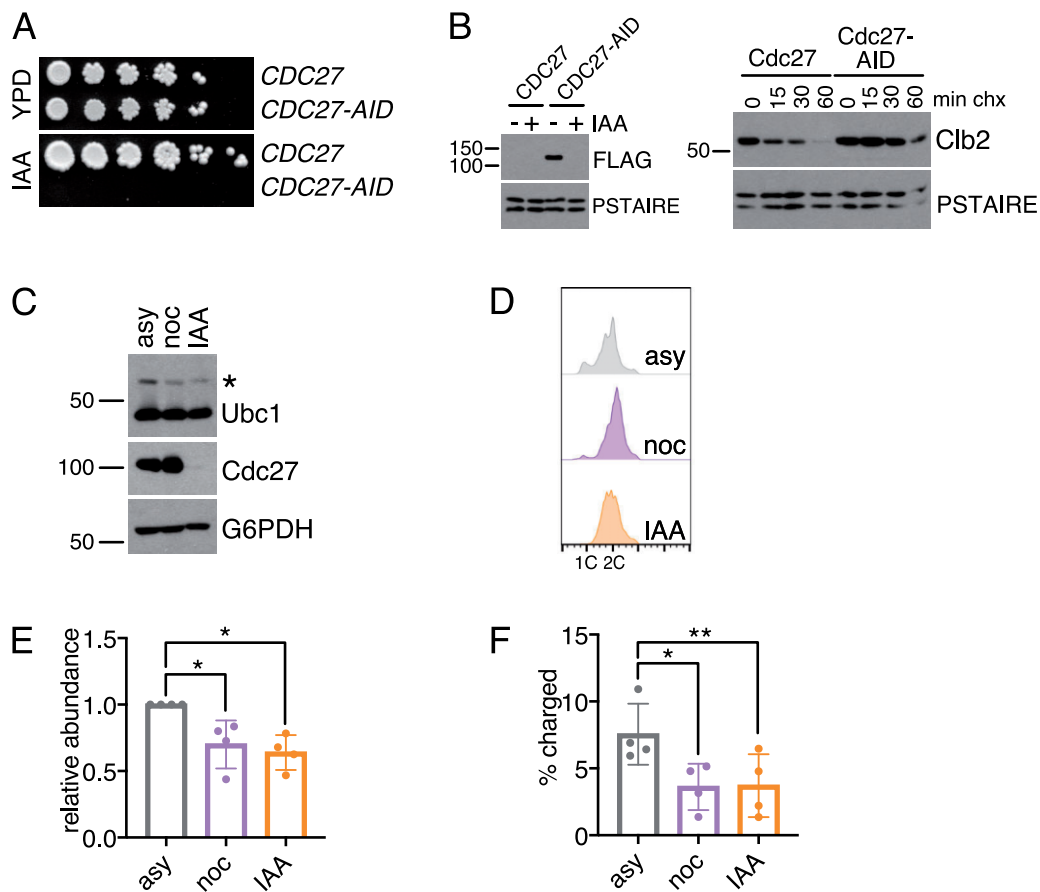 A
YPD
CDC27
CDC27-AID
IAA
CDC27
CDC27-AID
B
CDC27
CDC27-AID
- + - + IAA
150
100
FLAG
PSTAIRE
Cdc27
Cdc27-
AID
0 15 30 60 0 15 30 60 min chx
50
Clb2
PSTAIRE
C
asy noc IAA
*
50
Ubc1
100
Cdc27
50
G6PDH
D
asy
noc
IAA
1C 2C
E
relative abundance
1.5
1.0
0.5
0.0
*
*
asy noc IAA
F
% charged
15
10
5
0
**
*
asy noc IAA